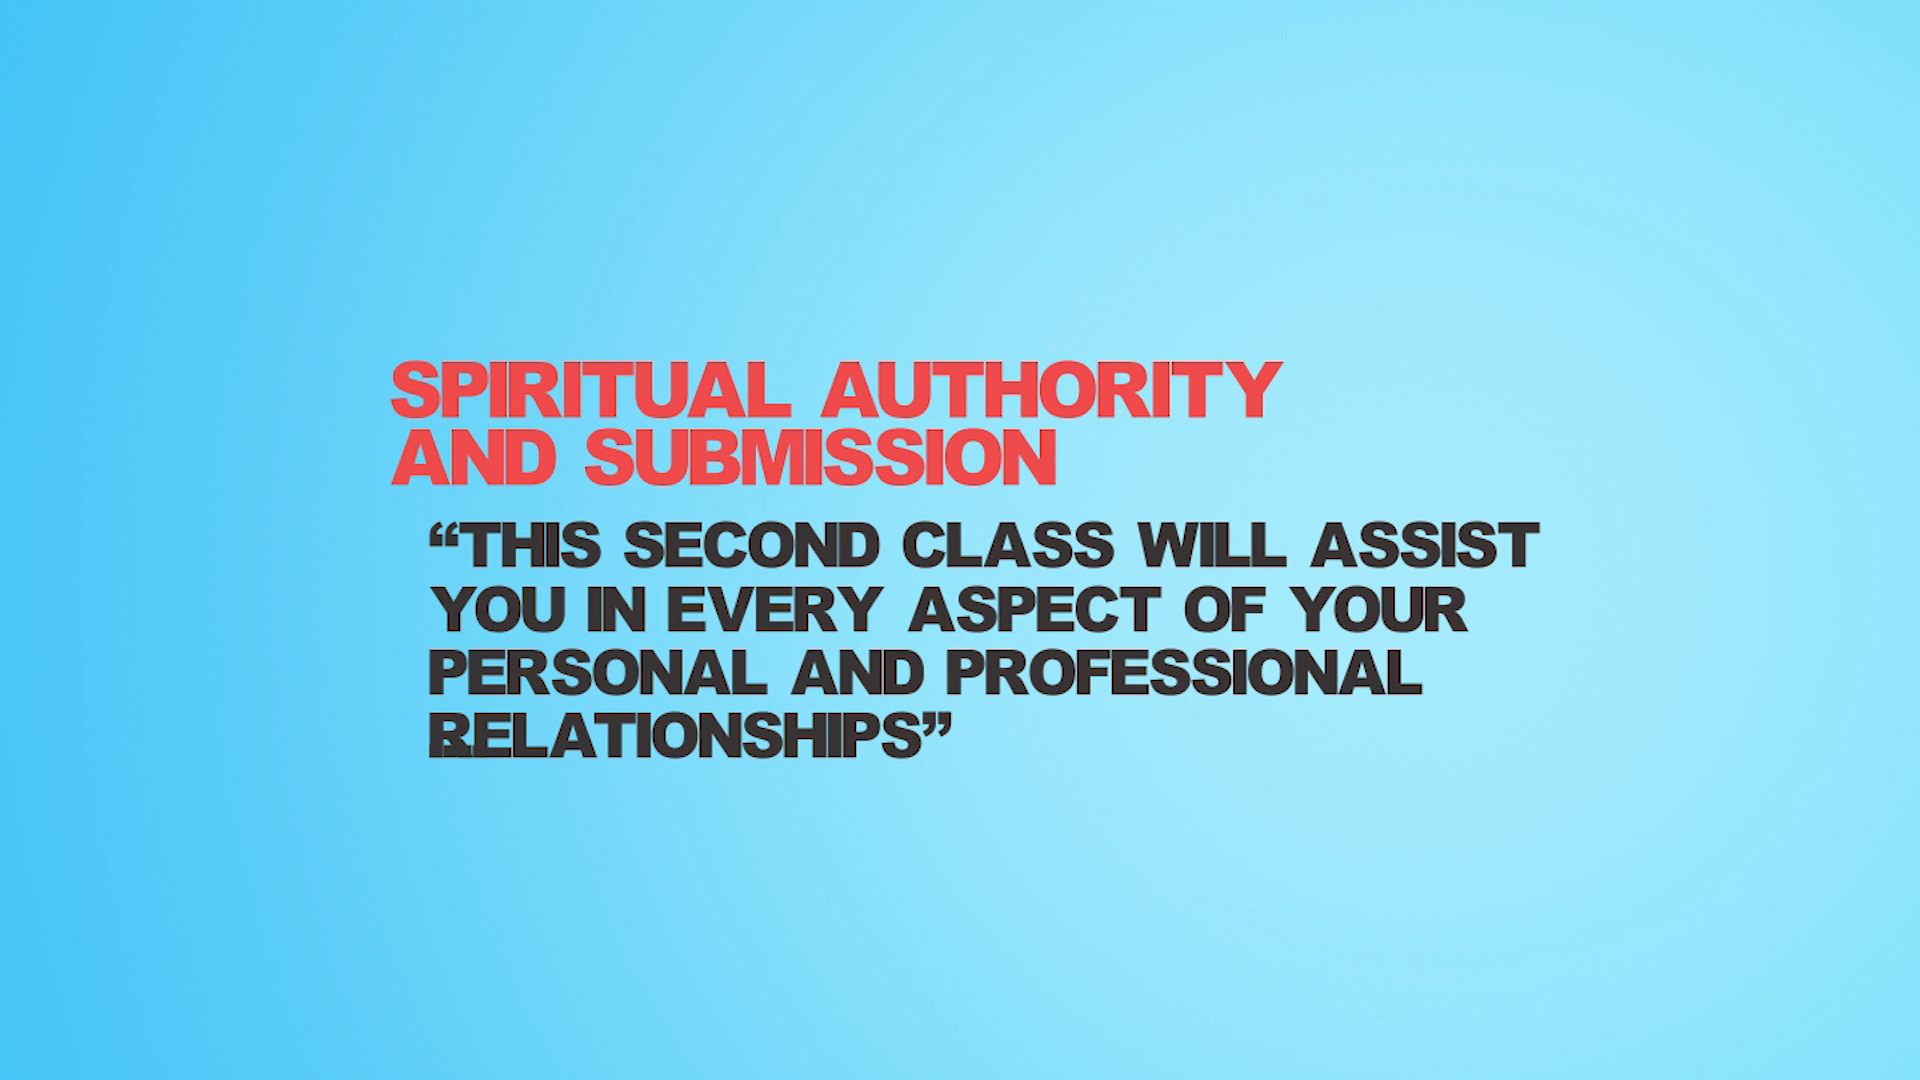 SPIRITUAL AUTHORITY
AND SUBMISSION
“THIS SECOND CLASS WILL ASSIST
YOU IN EVERY ASPECT OF YOUR
PERSONAL AND PROFESSIONAL
RELATIONSHIPS”